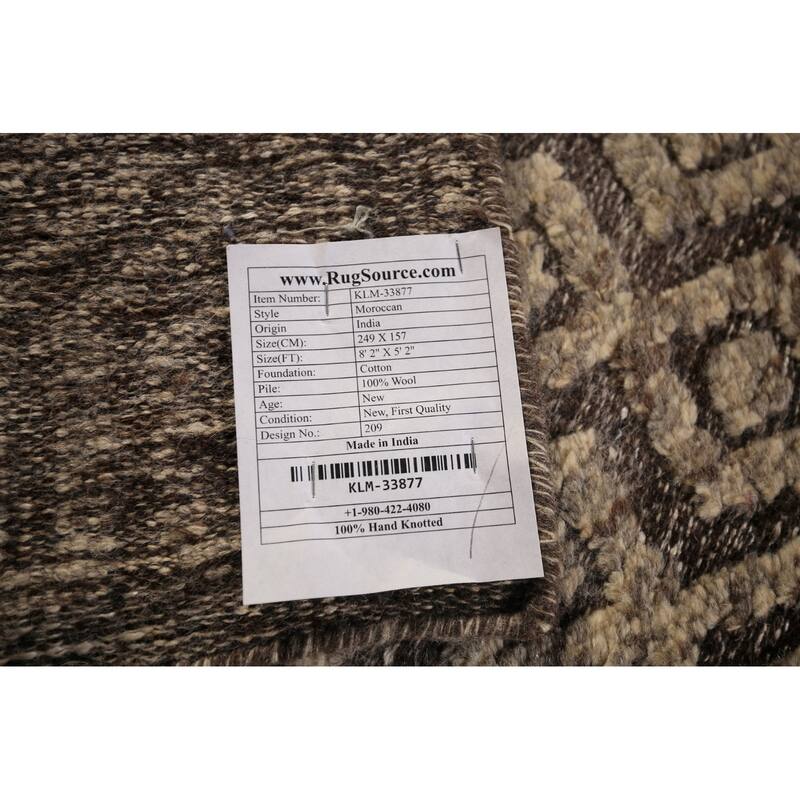 www.RugSource.com
Item Number: KLM-33877
Style Moroccan
Origin India
Size(CM): 249 X 157
Size(FT): 8' 2" X 5' 2"
Foundation: Cotton
Pile: 100% Wool
Age: New
Condition: New, First Quality
Design No.: 209
Made in India
KLM-33877
+1-980-422-4080
100% Hand Knotted